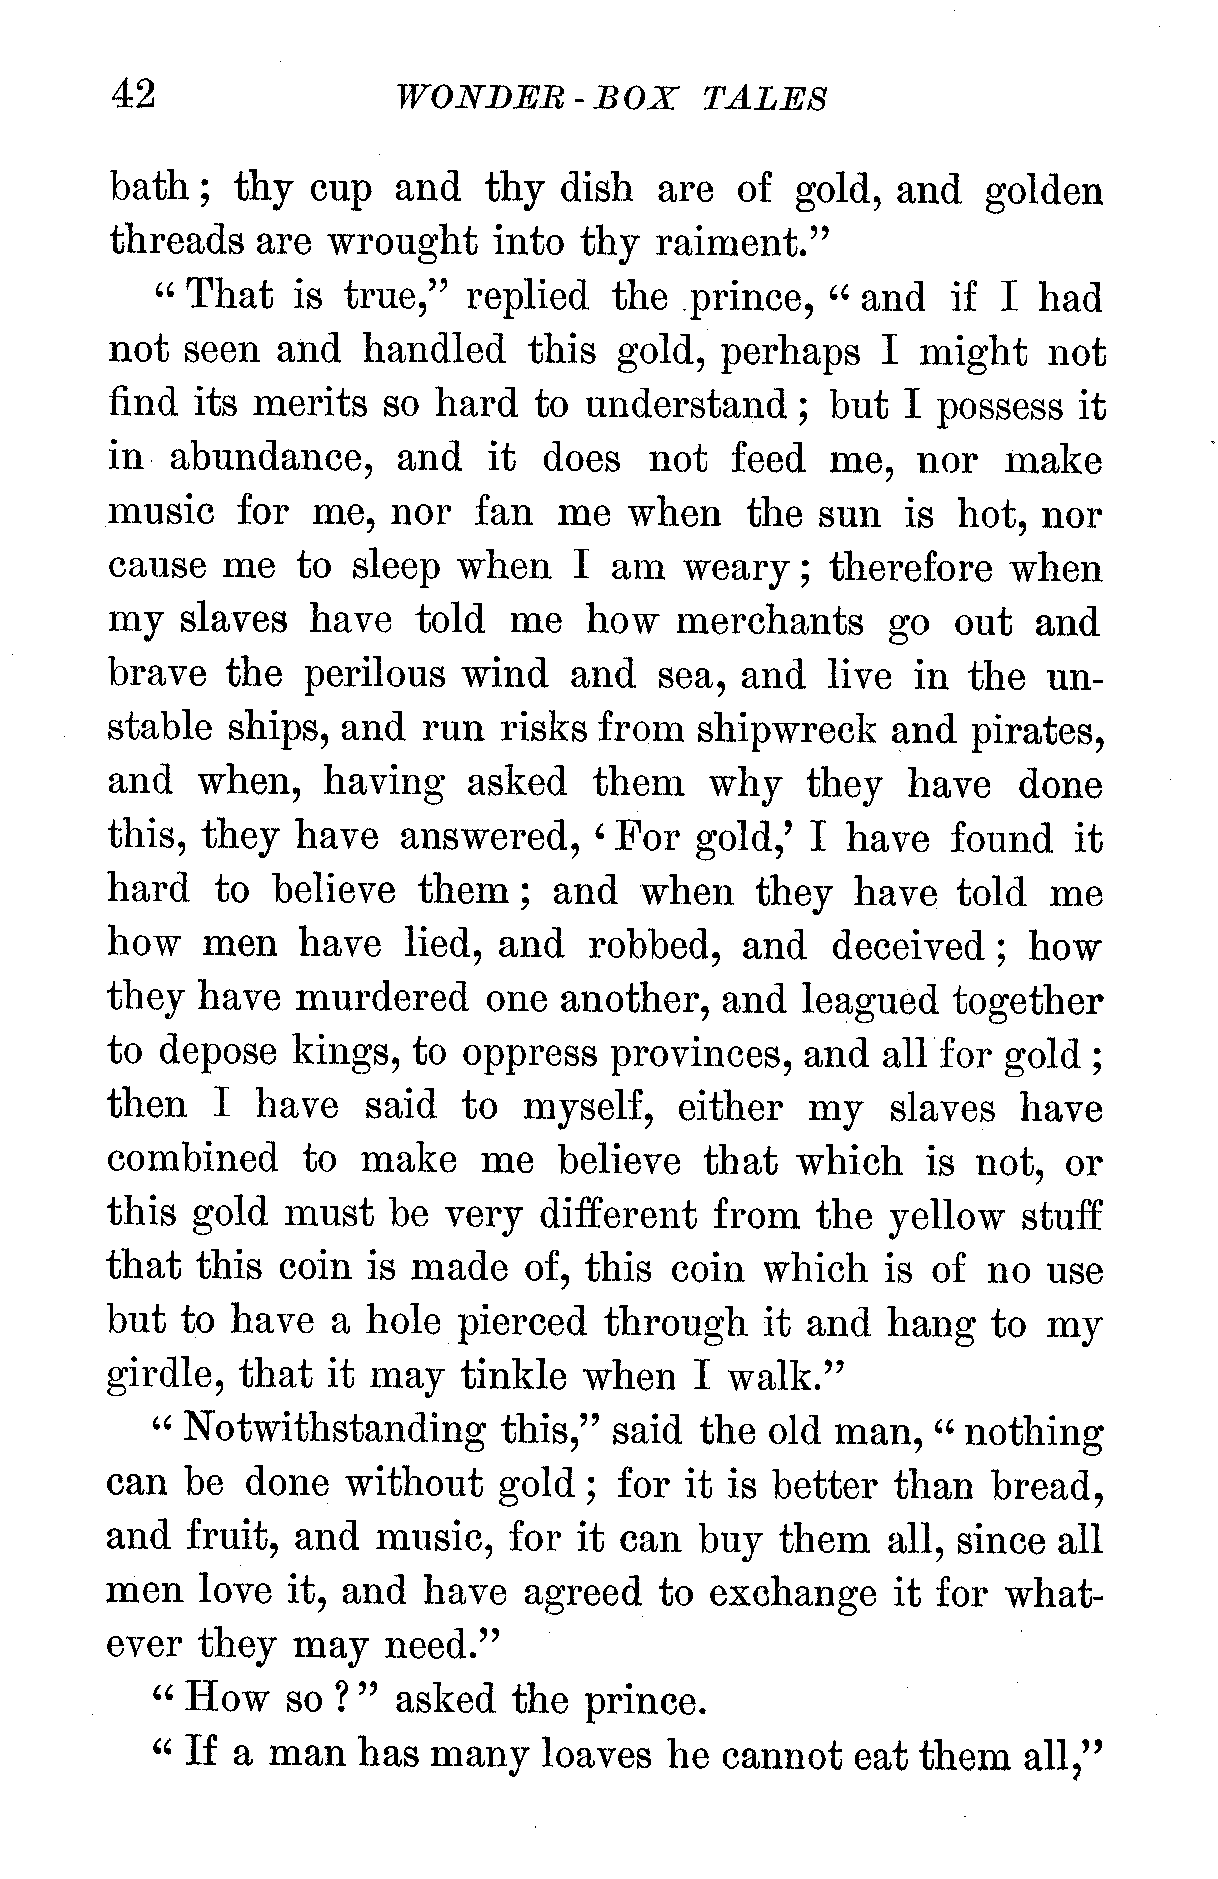 42 WONDER-BOX TALES
bath; thy cup and thy dish are of gold, and golden
threads are wrought into thy raiment."
"That is true," replied the prince, "and if I had
not seen and handled this gold, perhaps I might not
find its merits so hard to understand; but I possess it
in abundance, and it does not feed me, nor make
music for me, nor fan me when the sun is hot, nor
cause me to sleep when I am weary; therefore when
my slaves have told me how merchants go out and
brave the perilous wind and sea, and live in the un-
stable ships, and run risks from shipwreck and pirates,
and when, having asked them why they have done
this, they have answered, 'For gold,' I have found it
hard to believe them; and when they have told me
how men have lied, and robbed, and deceived; how
they have murdered one another, and leagued together
to depose kings, to oppress provinces, and all for gold;
then I have said to myself, either my slaves have
combined to make me believe that which is not, or
this gold must be very different from the yellow stuff
that this coin is made of, this coin which is of no use
but to have a hole pierced through it and hang to my
girdle, that it may tinkle when I walk."
"Notwithstanding this," said the old man, "nothing
can be done without gold; for it is better than bread,
and fruit, and music, for it can buy them all, since all
men love it, and have agreed to exchange it for what-
ever they may need."
"How so?" asked the prince.
"If a man has many loaves he cannot eat them all,"